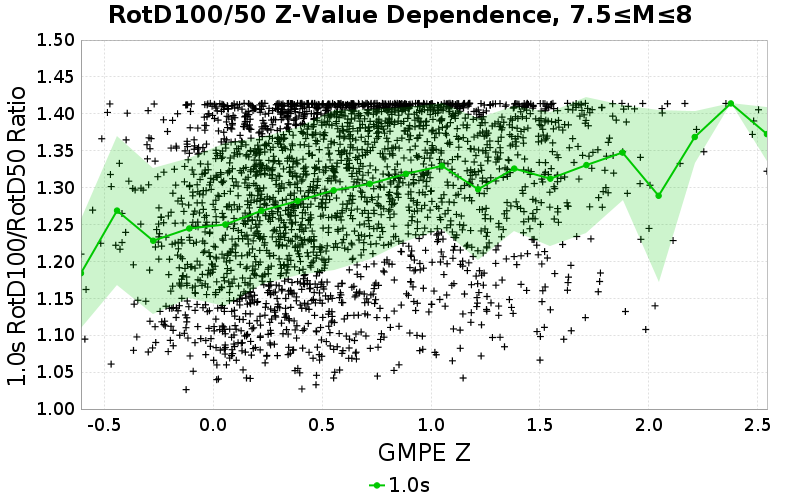 RotD100/50 Z-Value Dependence, 7.5≤M≤8
1.0s RotD100/RotD50 Ratio
1.50
1.45
1.40
1.35
1.30
1.25
1.20
1.15
1.10
1.05
1.00
-0.5 0.0 0.5 1.0 1.5 2.0 2.5
GMPE Z
1.0s